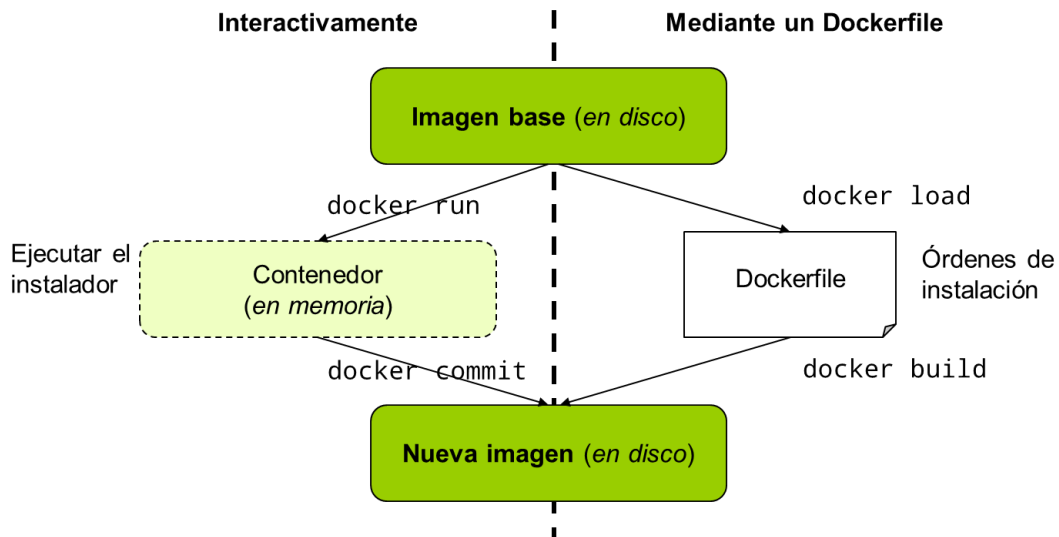 Interactivamente
Mediante un Dockerfile
Imagen base (en disco)
docker run
docker load
Ejecutar el
instalador
Contenedor
(en memoria)
Dockerfile
Órdenes de
instalación
docker commit
docker build
Nueva imagen (en disco)